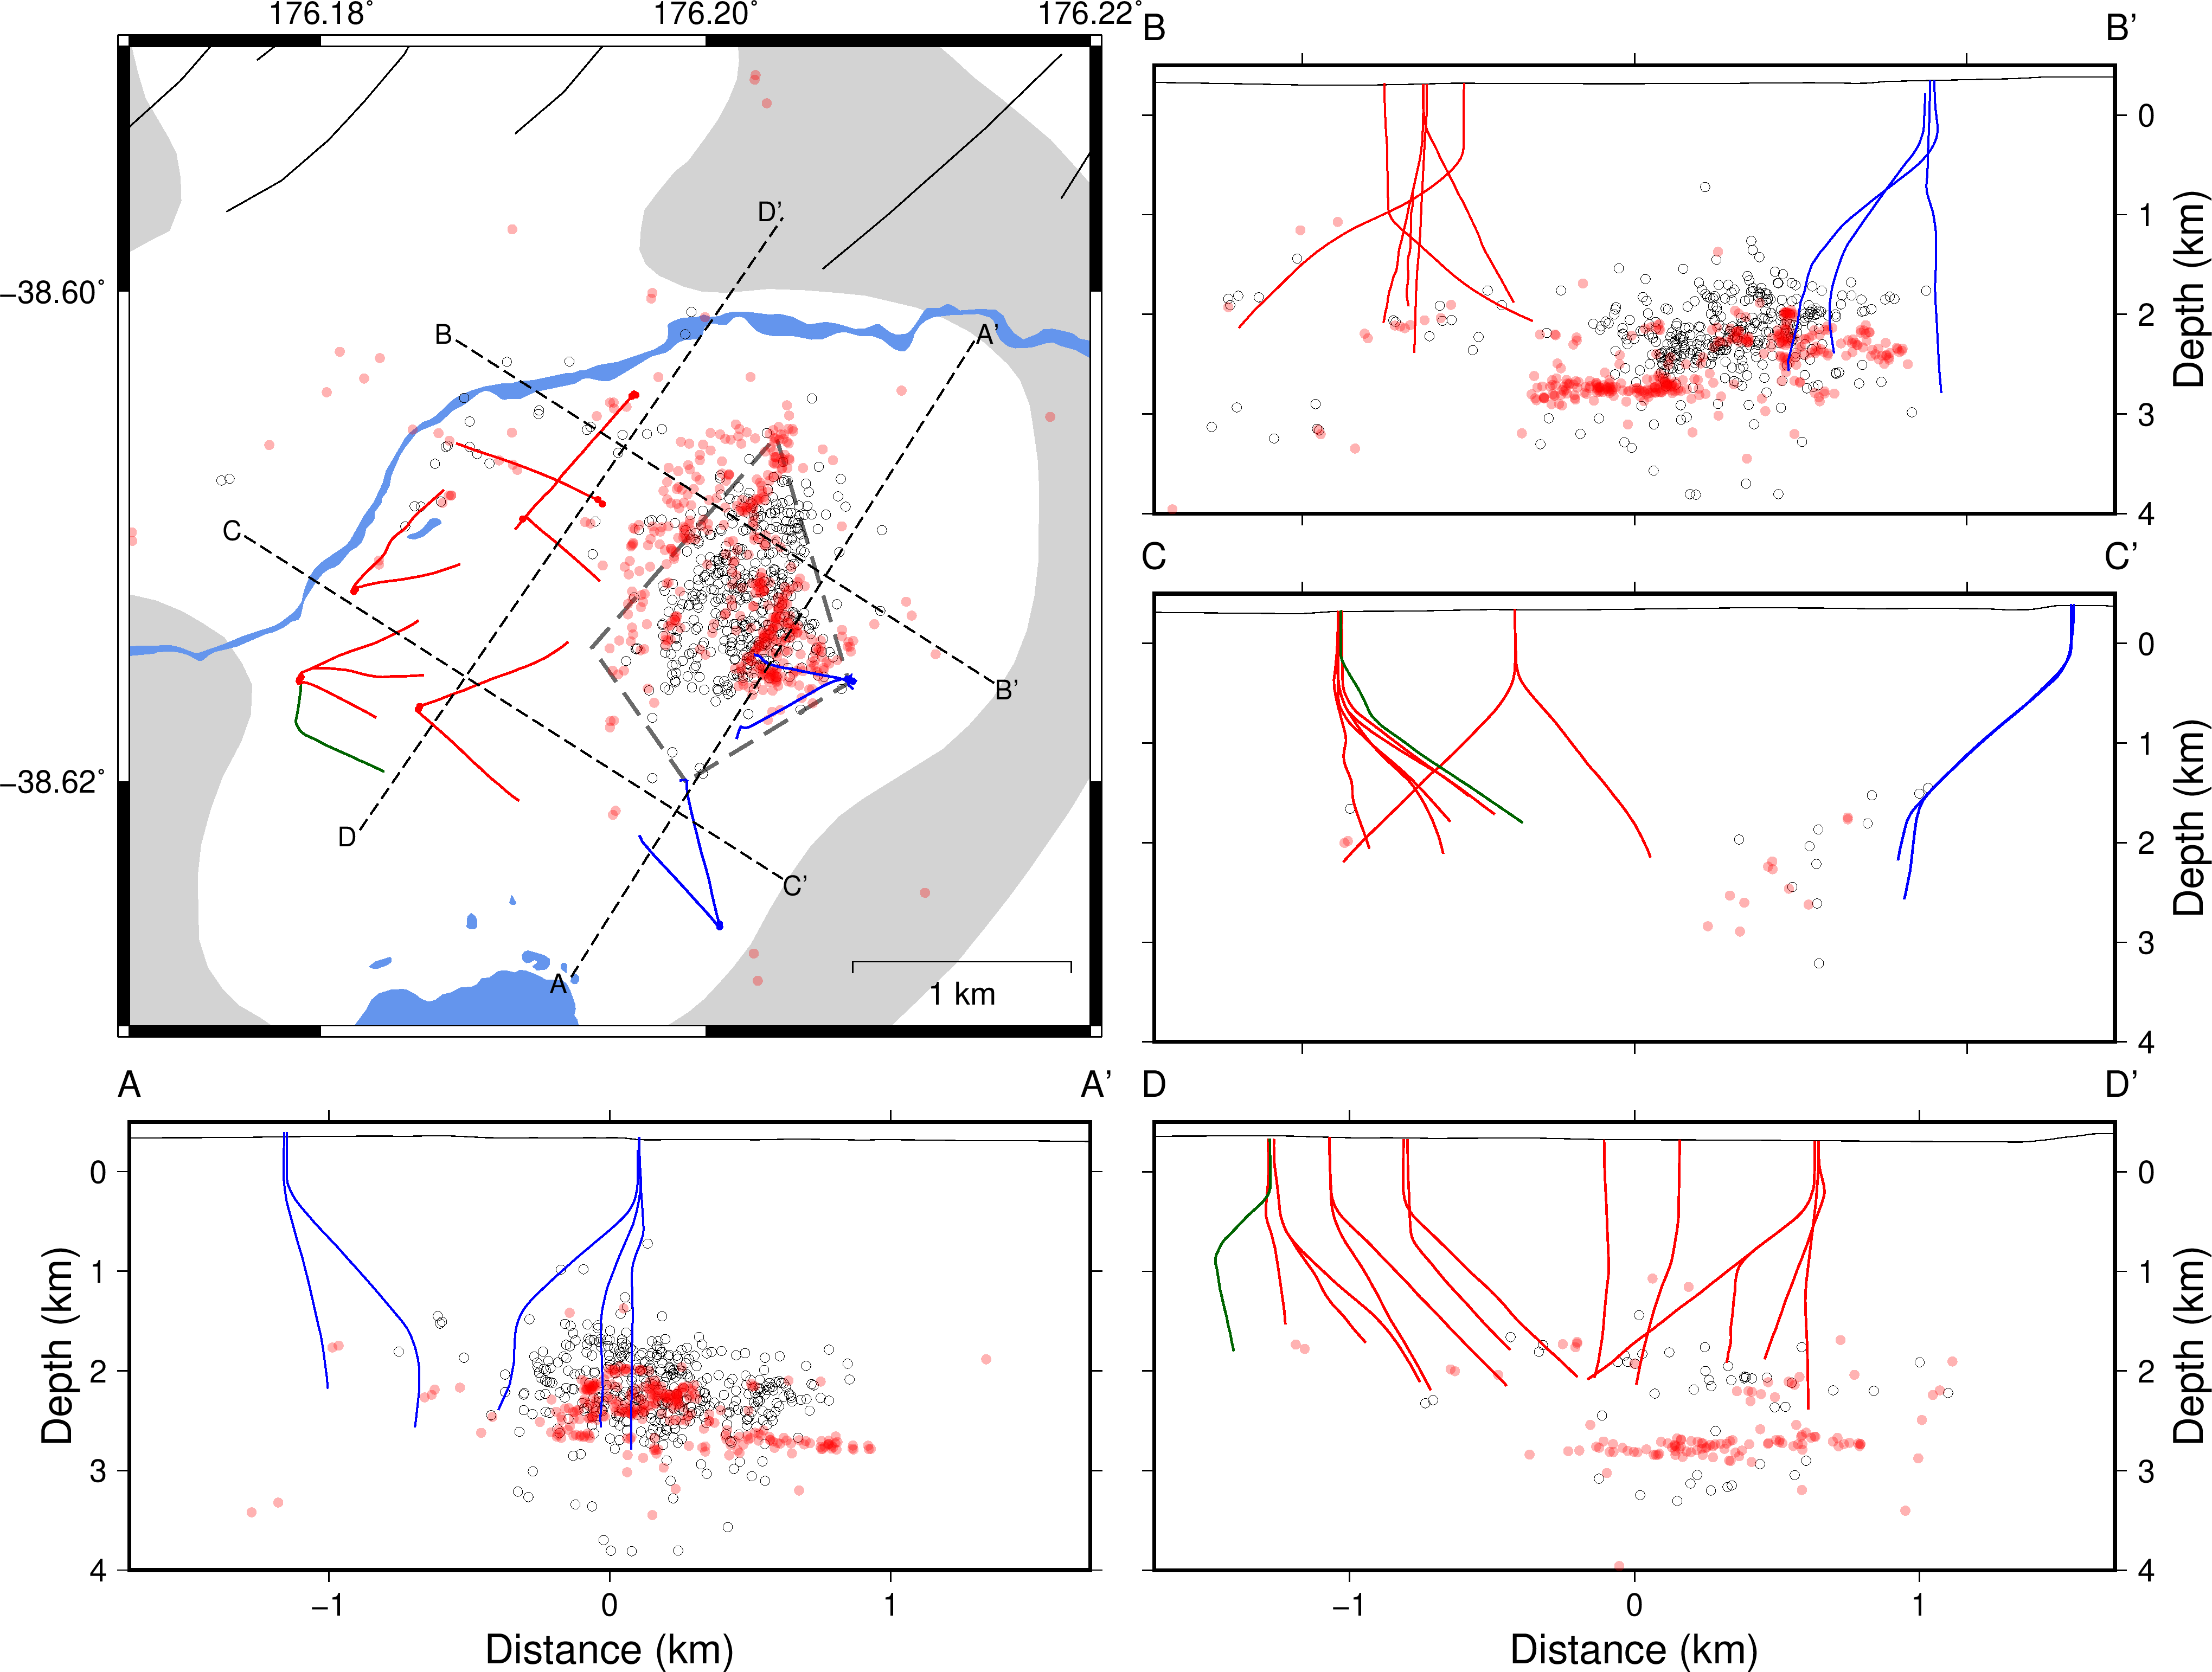 176.18˚ 176.20˚ 176.22˚
−38.60˚
−38.62˚
D’
B
A’
C
B’
D
C’
A
1 km
B B’
0
1
2
3
4
Depth (km)
C C’
0
1
2
3
4
Depth (km)
A A’
0
1
2
3
4
Depth (km)
−1 0 1
Distance (km)
D D’
0
1
2
3
4
Depth (km)
−1 0 1
Distance (km)